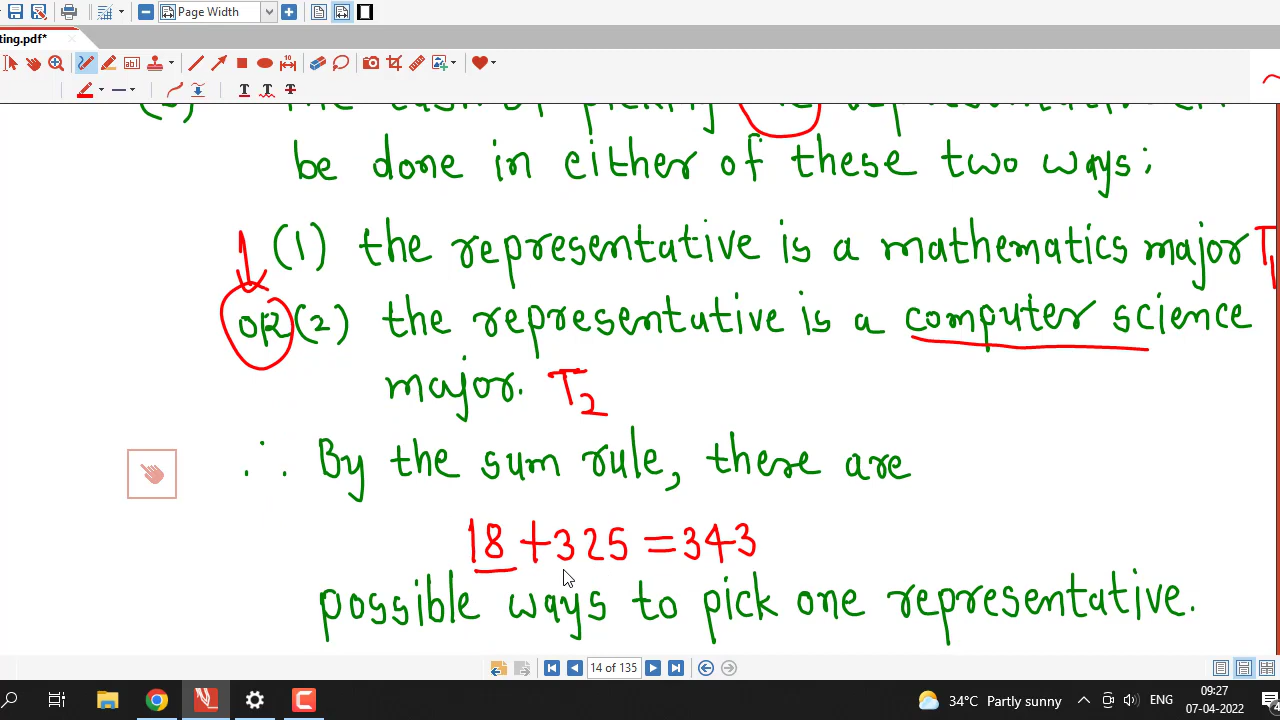 Page Width
ting.pdf*
10
be done in either of these two ways;
(1) the representative is a mathematics major T1
OR (2) the representative is a computer science
major. T2
∴ By the sum rule, there are
18 + 325 = 343
possible ways to pick one representative.
14 of 135
34°C Partly sunny
ENG
09:27
07-04-2022